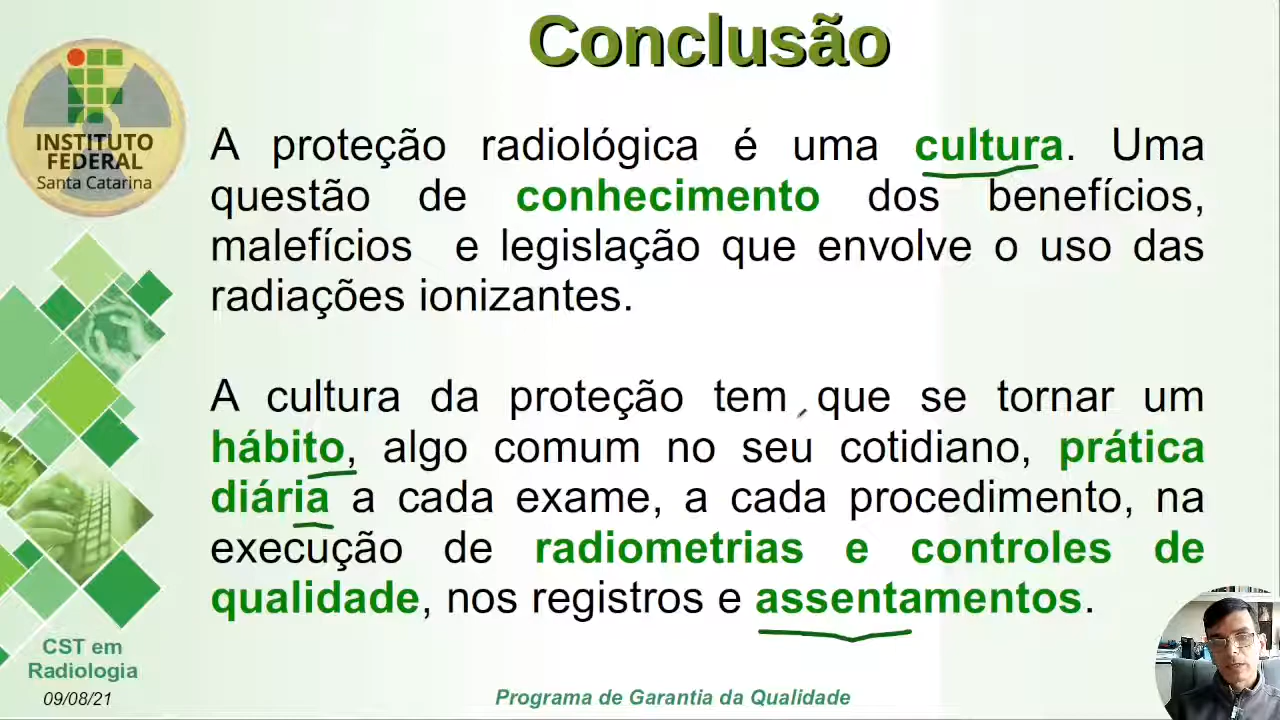 Conclusão
INSTITUTO
FEDERAL
Santa Catarina
A proteção radiológica é uma cultura. Uma
questão de conhecimento dos benefícios,
malefícios e legislação que envolve o uso das
radiações ionizantes.
A cultura da proteção tem que se tornar um
hábito, algo comum no seu cotidiano, prática
diária a cada exame, a cada procedimento, na
execução de radiometrias e controles de
qualidade, nos registros e assentamentos.
CST em
Radiologia
09/08/21
Programa de Garantia da Qualidade